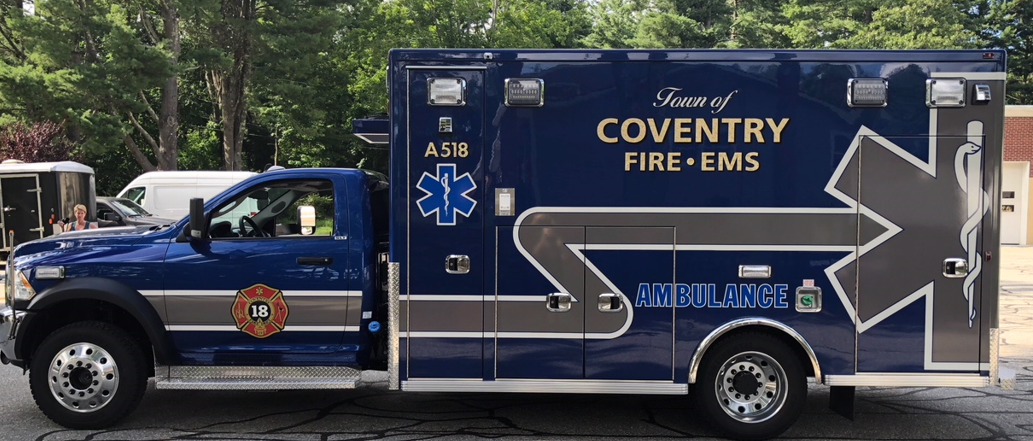 Town of
COVENTRY
FIRE • EMS
A518
AMBULANCE
18